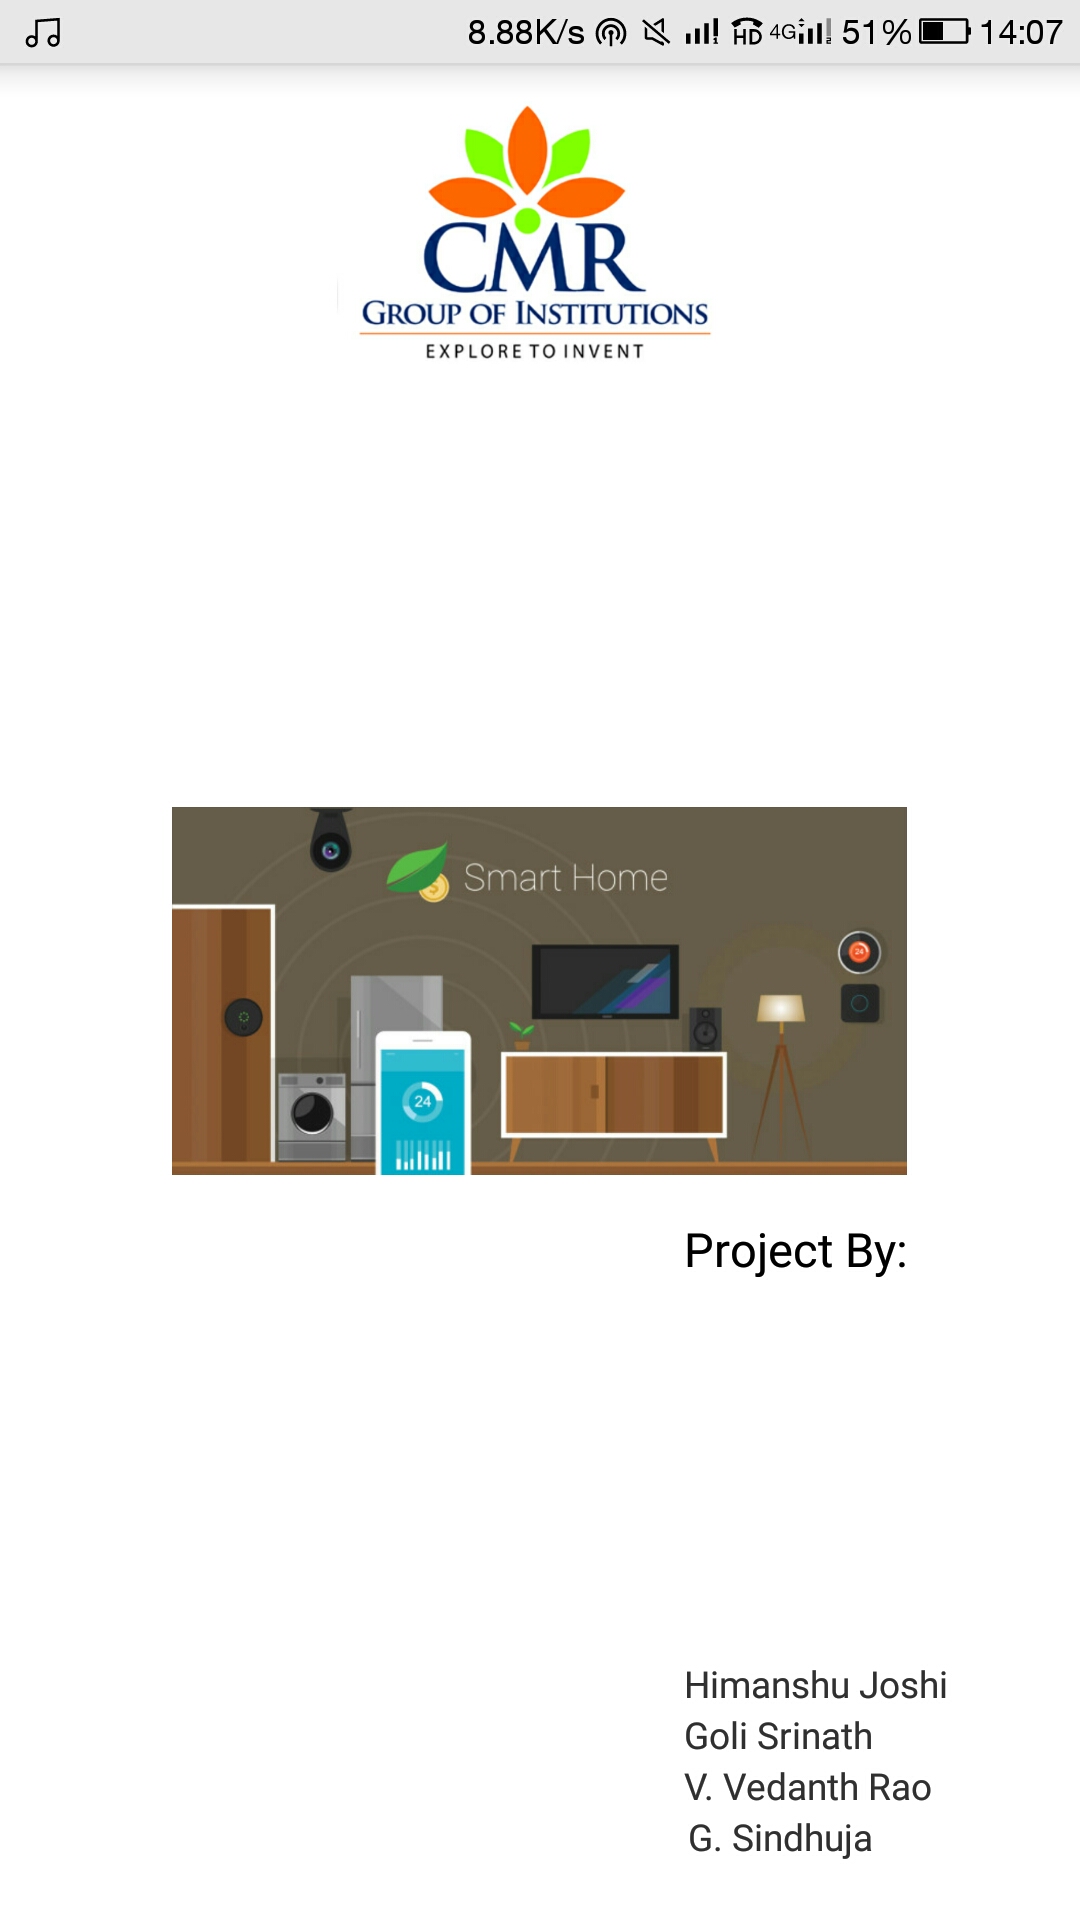 8.88K/s HD 4G 51% 14:07
CMR
GROUP OF INSTITUTIONS
EXPLORE TO INVENT
Smart Home
24
24
Project By:
Himanshu Joshi
Goli Srinath
V. Vedanth Rao
G. Sindhuja